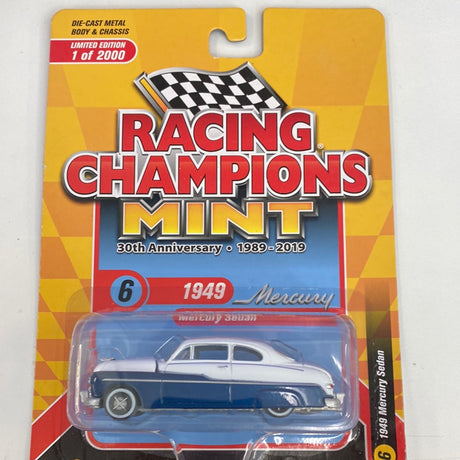 DIE-CAST METAL
BODY & CHASSIS
LIMITED EDITION
1 of 2000
RACING
CHAMPIONS®
MINT
30th Anniversary • 1989-2019
6
1949
Mercury
Mercury Sedan
6
1949 Mercury Sedan